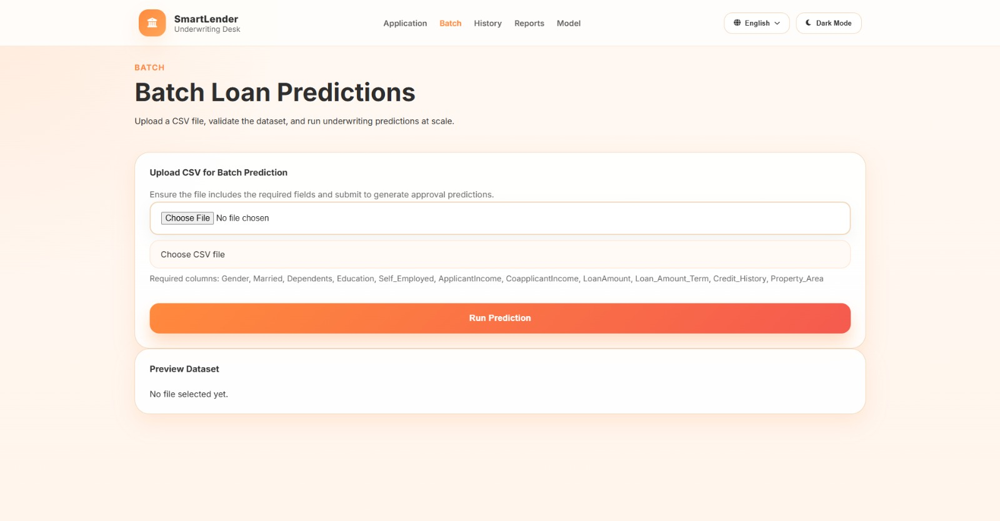 SmartLender
Underwriting Desk
Application
Batch
History
Reports
Model
English
Dark Mode
BATCH
Batch Loan Predictions
Upload a CSV file, validate the dataset, and run underwriting predictions at scale.
Upload CSV for Batch Prediction
Ensure the file includes the required fields and submit to generate approval predictions.
Choose File No file chosen
Choose CSV file
Required columns: Gender, Married, Dependents, Education, Self_Employed, ApplicantIncome, CoapplicantIncome, LoanAmount, Loan_Amount_Term, Credit_History, Property_Area
Run Prediction
Preview Dataset
No file selected yet.